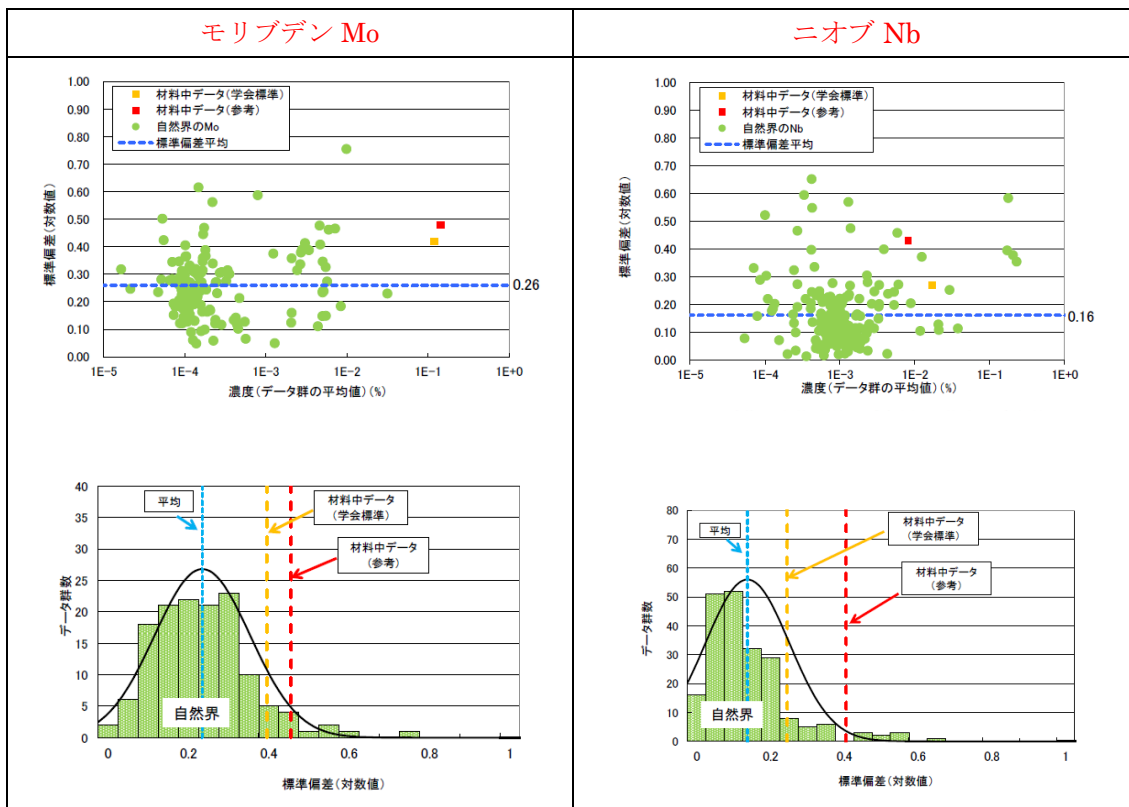 モリブデン Mo
ニオブ Nb
1.00
0.90
0.80
0.70
0.60
0.50
0.40
0.30
0.20
0.10
0.00
標準偏差(対数値)
材料中データ(学会標準)
材料中データ(参考)
自然界のMo
標準偏差平均
0.26
1E-5 1E-4 1E-3 1E-2 1E-1 1E+0
濃度(データ群の平均値)(%)
1.00
0.90
0.80
0.70
0.60
0.50
0.40
0.30
0.20
0.10
0.00
標準偏差(対数値)
材料中データ(学会標準)
材料中データ(参考)
自然界のNb
標準偏差平均
0.16
1E-5 1E-4 1E-3 1E-2 1E-1 1E+0
濃度(データ群の平均値)(%)
40
35
30
25
20
15
10
5
0
データ群数
平均
材料中データ
(学会標準)
材料中データ
(参考)
自然界
0 0.2 0.4 0.6 0.8 1
標準偏差(対数値)
80
70
60
50
40
30
20
10
0
データ群数
平均
材料中データ
(学会標準)
材料中データ
(参考)
自然界
0 0.2 0.4 0.6 0.8 1
標準偏差(対数値)